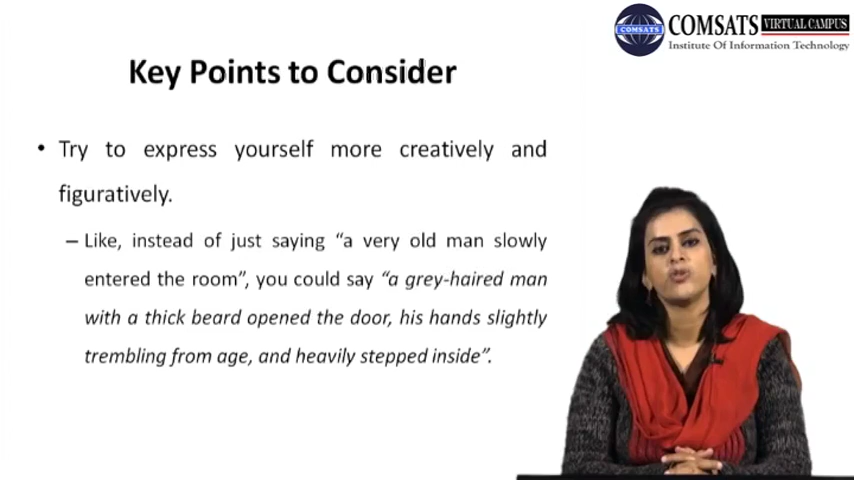 COMSATS VIRTUAL CAMPUS
COMSATS
Institute Of Information Technology
Key Points to Consider
• Try to express yourself more creatively and
figuratively.
– Like, instead of just saying “a very old man slowly
entered the room”, you could say “a grey-haired man
with a thick beard opened the door, his hands slightly
trembling from age, and heavily stepped inside”.